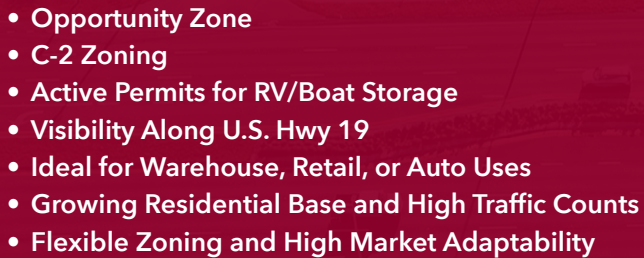 • Opportunity Zone
• C-2 Zoning
• Active Permits for RV/Boat Storage
• Visibility Along U.S. Hwy 19
• Ideal for Warehouse, Retail, or Auto Uses
• Growing Residential Base and High Traffic Counts
• Flexible Zoning and High Market Adaptability